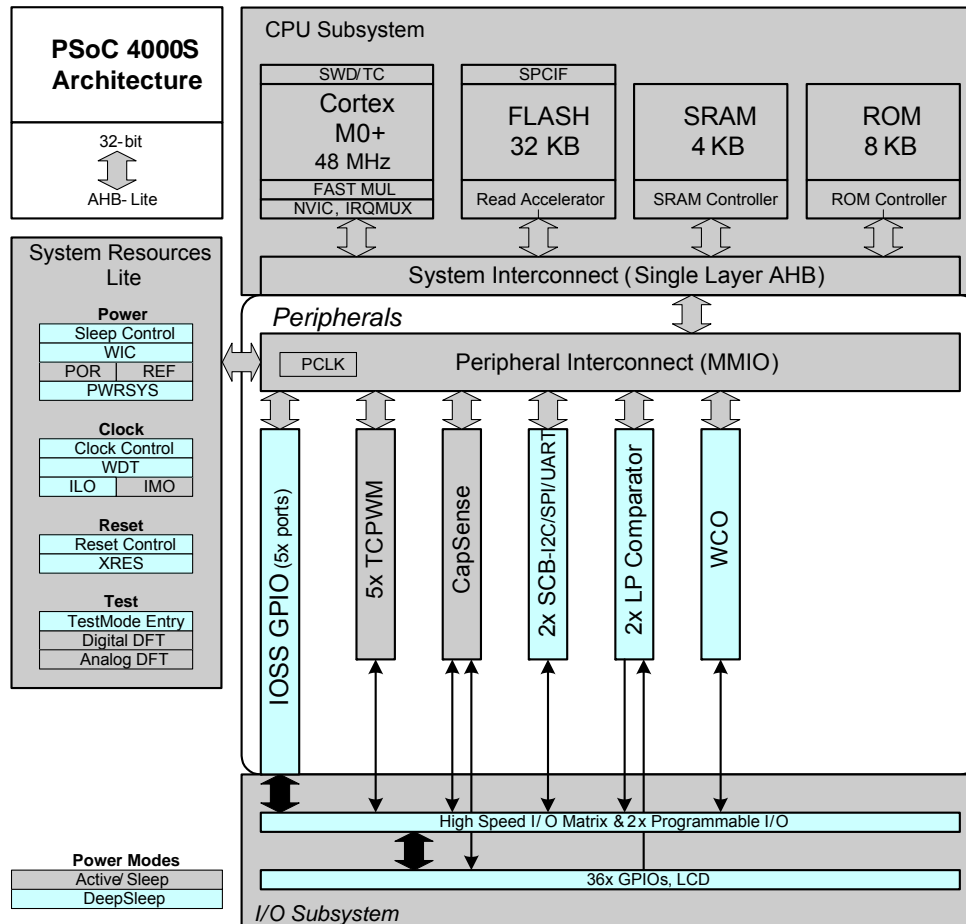 PSoC 4000S
Architecture
32-bit
AHB-Lite
CPU Subsystem
SWD/TC
Cortex
M0+
48 MHz
FAST MUL
NVIC, IRQMUX
SPCIF
FLASH
32 KB
Read Accelerator
SRAM
4 KB
SRAM Controller
ROM
8 KB
ROM Controller
System Interconnect (Single Layer AHB)
System Resources
Lite
Power
Sleep Control
WIC
POR
REF
PWRSYS
Clock
Clock Control
WDT
ILO
IMO
Reset
Reset Control
XRES
Test
TestMode Entry
Digital DFT
Analog DFT
Peripherals
PCLK
Peripheral Interconnect (MMIO)
IOSS GPIO (5x ports)
5x TCPWM
CapSense
2x SCB-I2C/SPI/UART
2x LP Comparator
WCO
High Speed I/O Matrix & 2x Programmable I/O
36x GPIOs, LCD
I/O Subsystem
Power Modes
Active/Sleep
DeepSleep